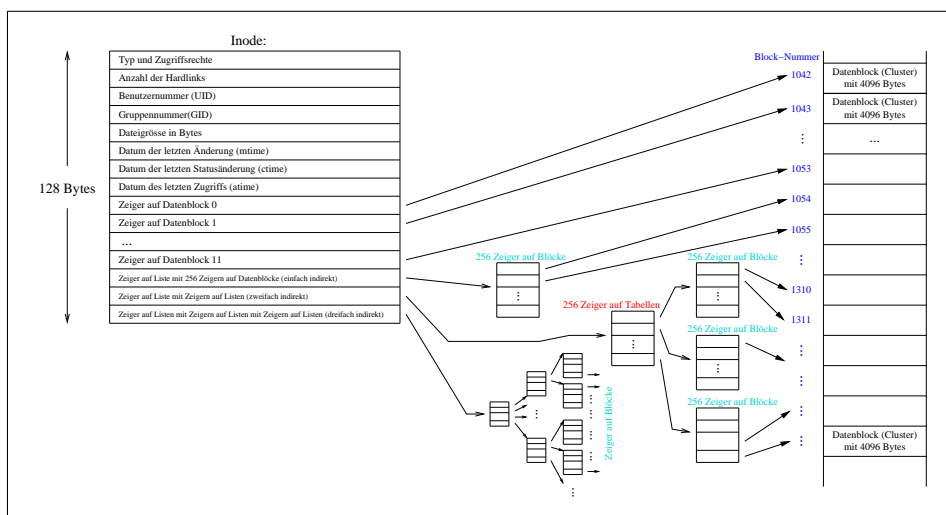 Inode:
Typ und Zugriffsrechte
Anzahl der Hardlinks
Benutzernummer (UID)
Gruppennummer(GID)
Dateigrösse in Bytes
Datum der letzten Änderung (mtime)
Datum der letzten Statusänderung (ctime)
Datum des letzten Zugriffs (atime)
Zeiger auf Datenblock 0
Zeiger auf Datenblock 1
...
Zeiger auf Datenblock 11
Zeiger auf Liste mit 256 Zeigern auf Datenblöcke (einfach indirekt)
Zeiger auf Liste mit Zeigern auf Listen (zweifach indirekt)
Zeiger auf Listen mit Zeigern auf Listen mit Zeigern auf Listen (dreifach indirekt)
128 Bytes
256 Zeiger auf Blöcke
256 Zeiger auf Tabellen
256 Zeiger auf Blöcke
256 Zeiger auf Blöcke
256 Zeiger auf Blöcke
Zeiger auf Blöcke
Block-Nummer
1042
1043
1053
1054
1055
1310
1311
Datenblock (Cluster)
mit 4096 Bytes
Datenblock (Cluster)
mit 4096 Bytes
...
Datenblock (Cluster)
mit 4096 Bytes